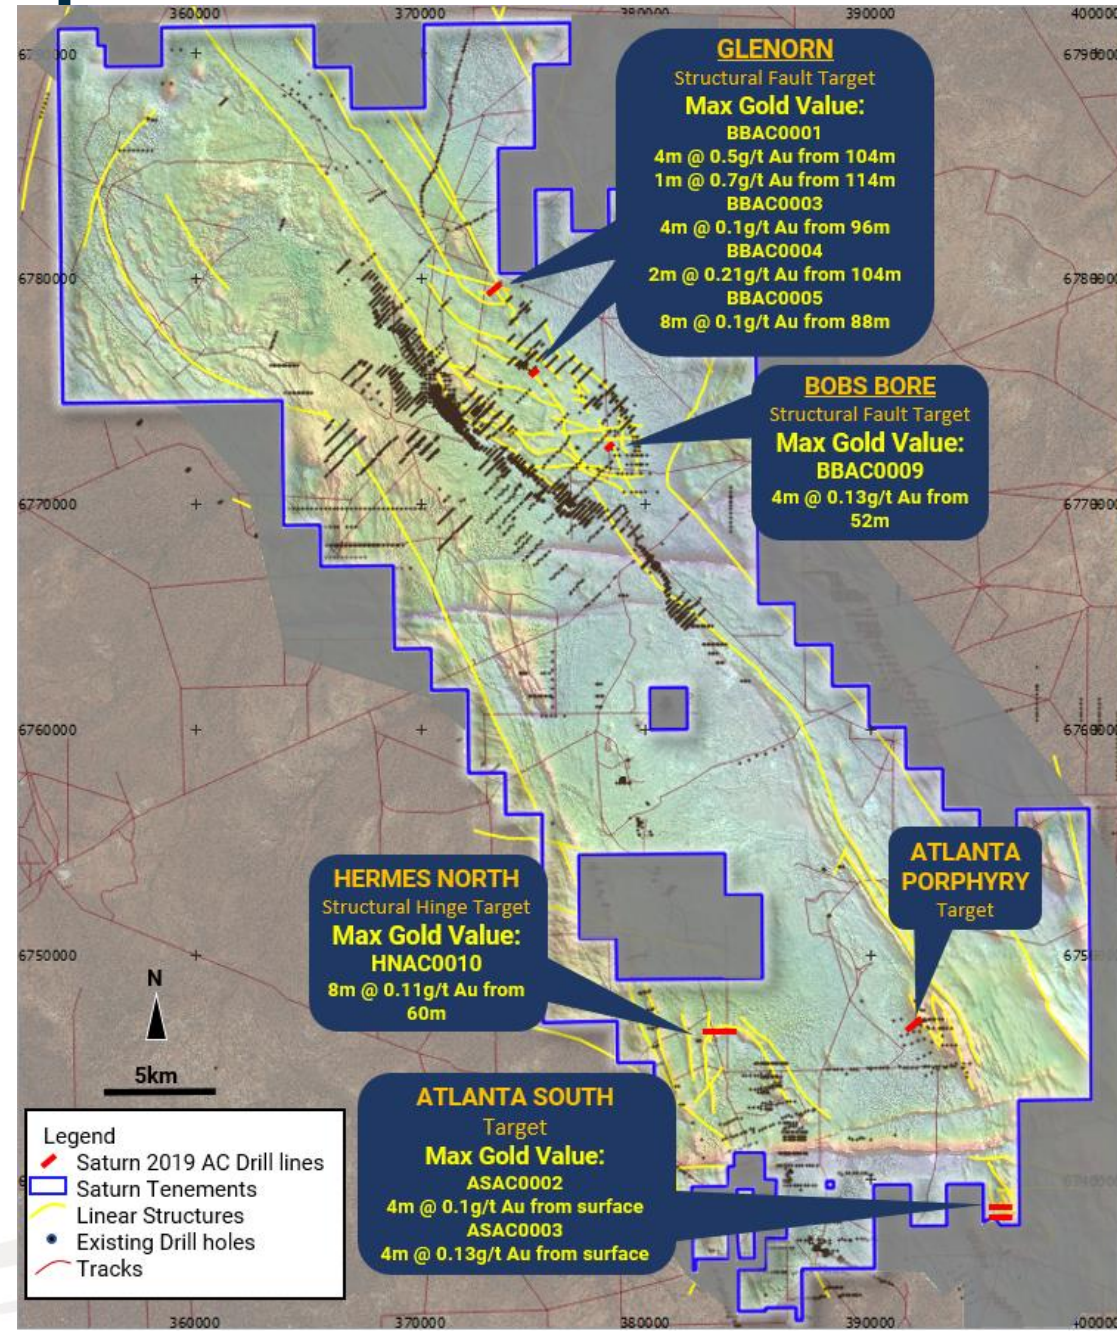 360000
370000
380000
390000
40000
6790000
679000
GLENORN
Structural Fault Target
Max Gold Value:
BBAC0001
4m @ 0.5g/t Au from 104m
1m @ 0.7g/t Au from 114m
BBAC0003
4m @ 0.1g/t Au from 96m
BBAC0004
2m @ 0.21g/t Au from 104m
BBAC0005
8m @ 0.1g/t Au from 88m
6780000
BOBS BORE
Structural Fault Target
Max Gold Value:
BBAC0009
4m @ 0.13g/t Au from
52m
6770000
6760000
ATLANTA
PORPHYRY
Target
HERMES NORTH
Structural Hinge Target
Max Gold Value:
HNAC0010
8m @ 0.11g/t Au from
60m
6750000
N
5km
ATLANTA SOUTH
Target
Max Gold Value:
ASAC0002
4m @ 0.1g/t Au from surface
ASAC0003
4m @ 0.13g/t Au from surface
Legend
Saturn 2019 AC Drill lines
Saturn Tenements
Linear Structures
Existing Drill holes
Tracks
360000
370000
380000
390000